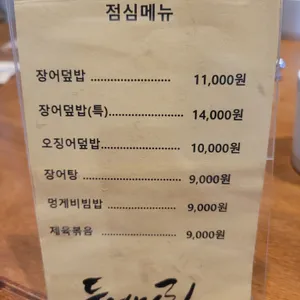 점심메뉴
장어덮밥 ..................... 11,000원
장어덮밥(특)................. 14,000원
오징어덮밥.................... 10,000원
장어탕 ......................... 9,000원
멍게비빔밥 ................... 9,000원
제육볶음 ...................... 9,000원